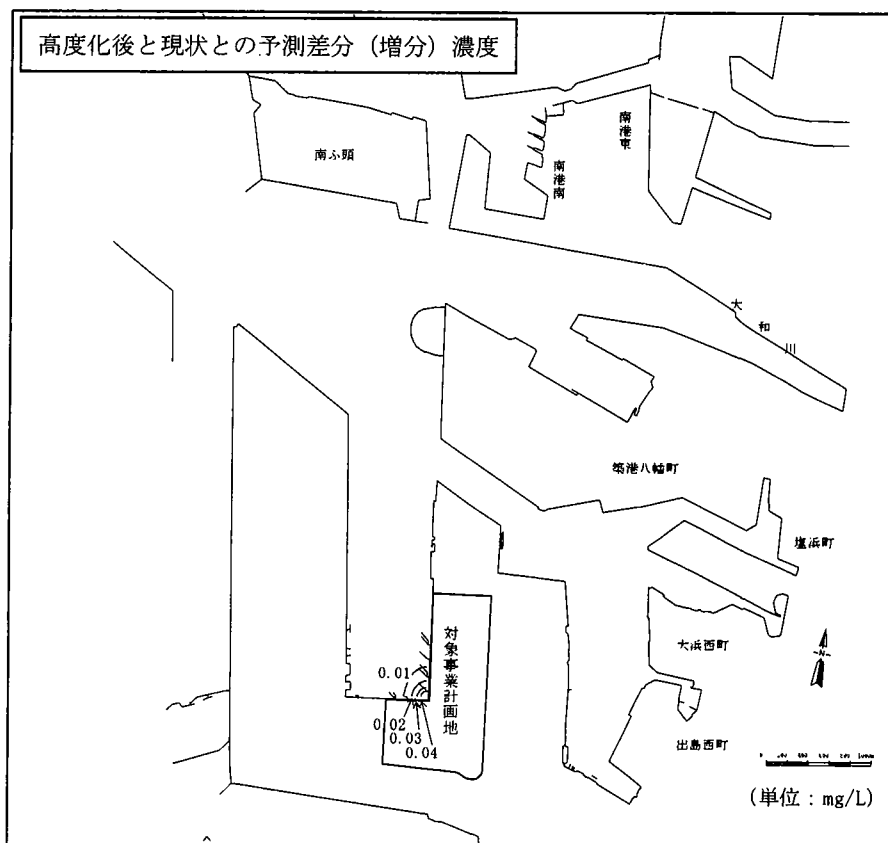 高度化後と現状との予測差分（増分）濃度
南ふ頭
南港南
南港東
大和川
築港八幡町
塩浜町
大浜西町
対象事業計画地
0.01
0.02
0.03
0.04
出島西町
N
(単位：mg/L)